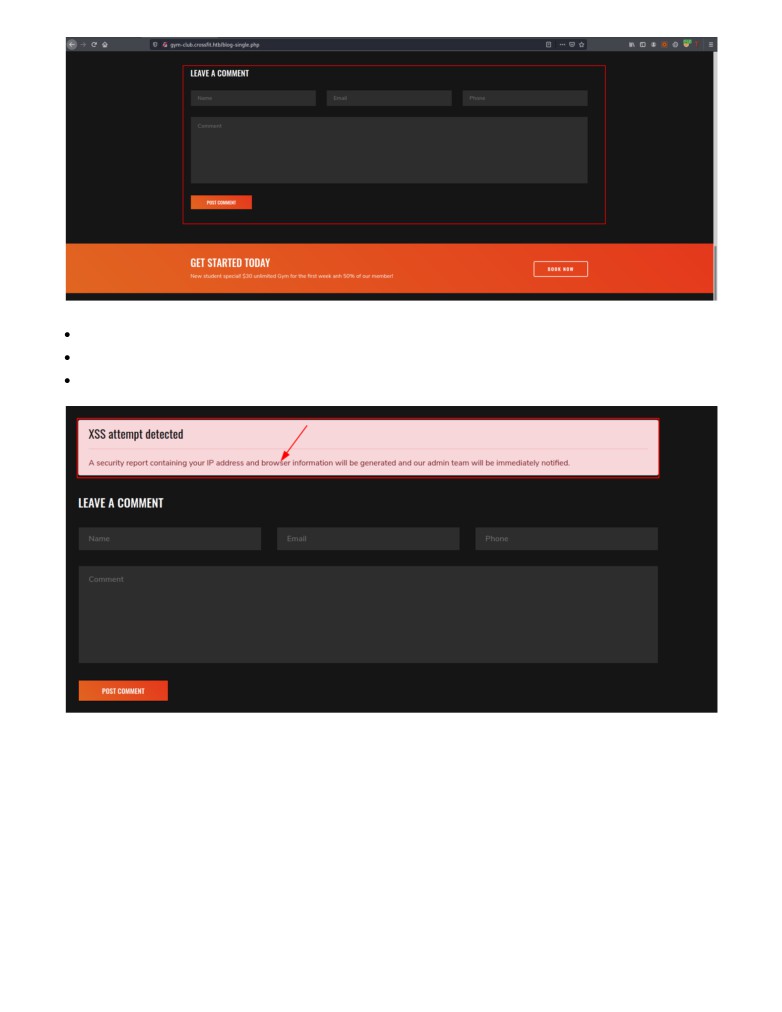 gym-club.crossfit.htb/blog-single.php
LEAVE A COMMENT
Name Email Phone
Comment
POST COMMENT
GET STARTED TODAY
New student special! $30 unlimited Gym for the first week anh 50% of our member!
BOOK NOW
XSS attempt detected
A security report containing your IP address and browser information will be generated and our admin team will be immediately notified.
LEAVE A COMMENT
Name Email Phone
Comment
POST COMMENT